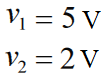 v₁ = 5 V
v₂ = 2 V